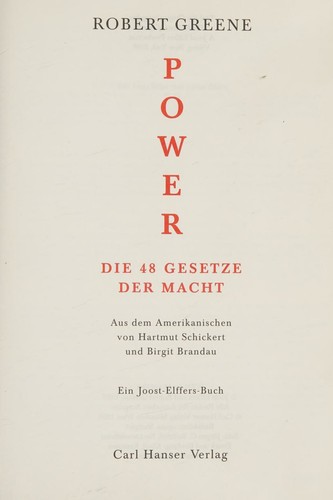 ROBERT GREENE
POWER
DIE 48 GESETZE
DER MACHT
Aus dem Amerikanischen
von Hartmut Schickert
und Birgit Brandau
Ein Joost-Elffers-Buch
Carl Hanser Verlag